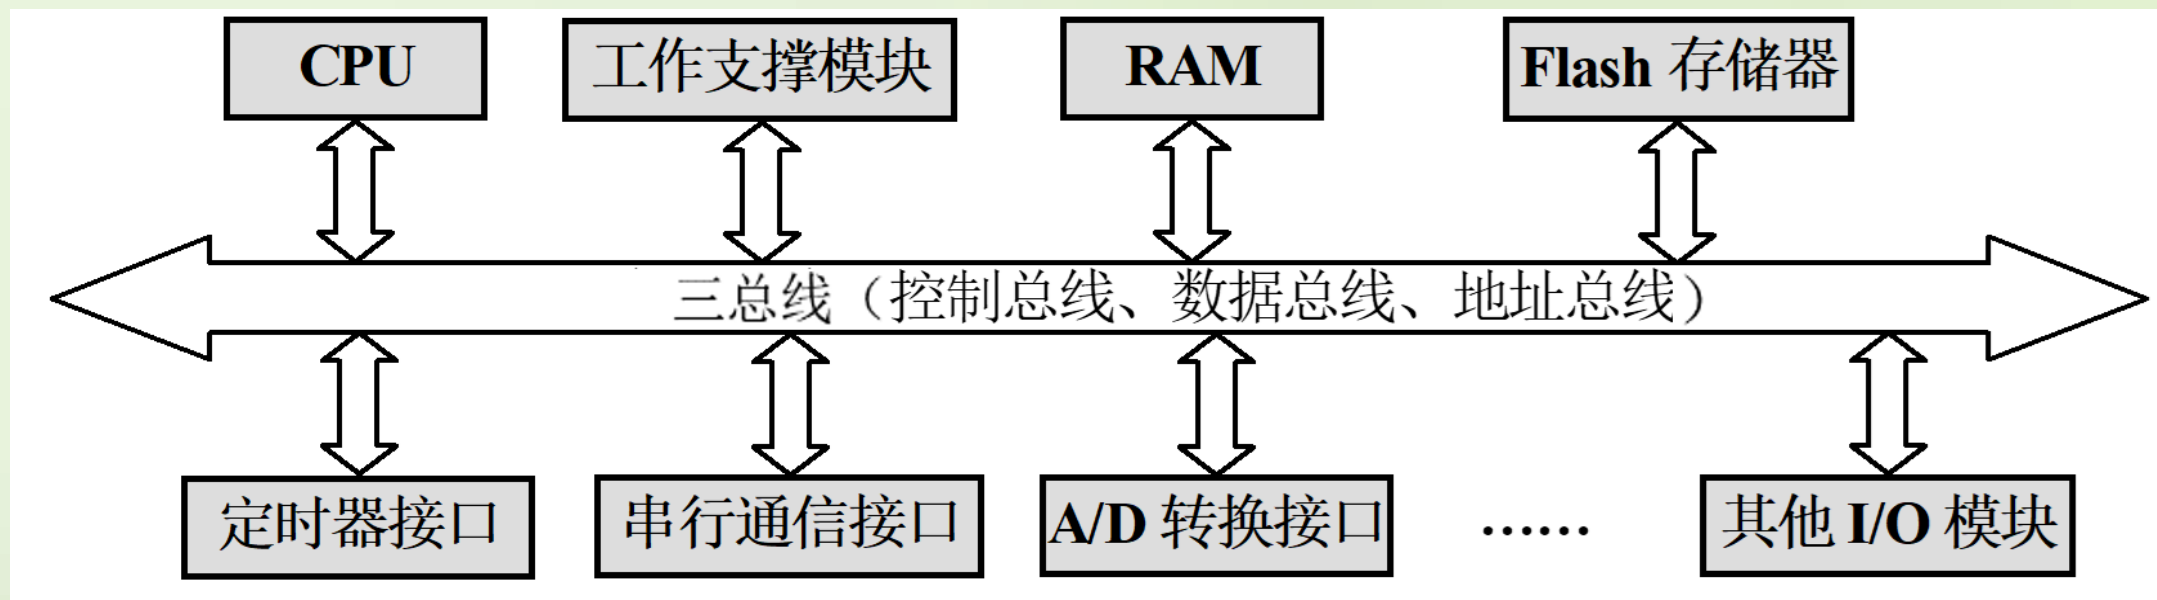 CPU
工作支撑模块
RAM
Flash 存储器
三总线（控制总线、数据总线、地址总线）
定时器接口
串行通信接口
A/D 转换接口
……
其他 I/O 模块